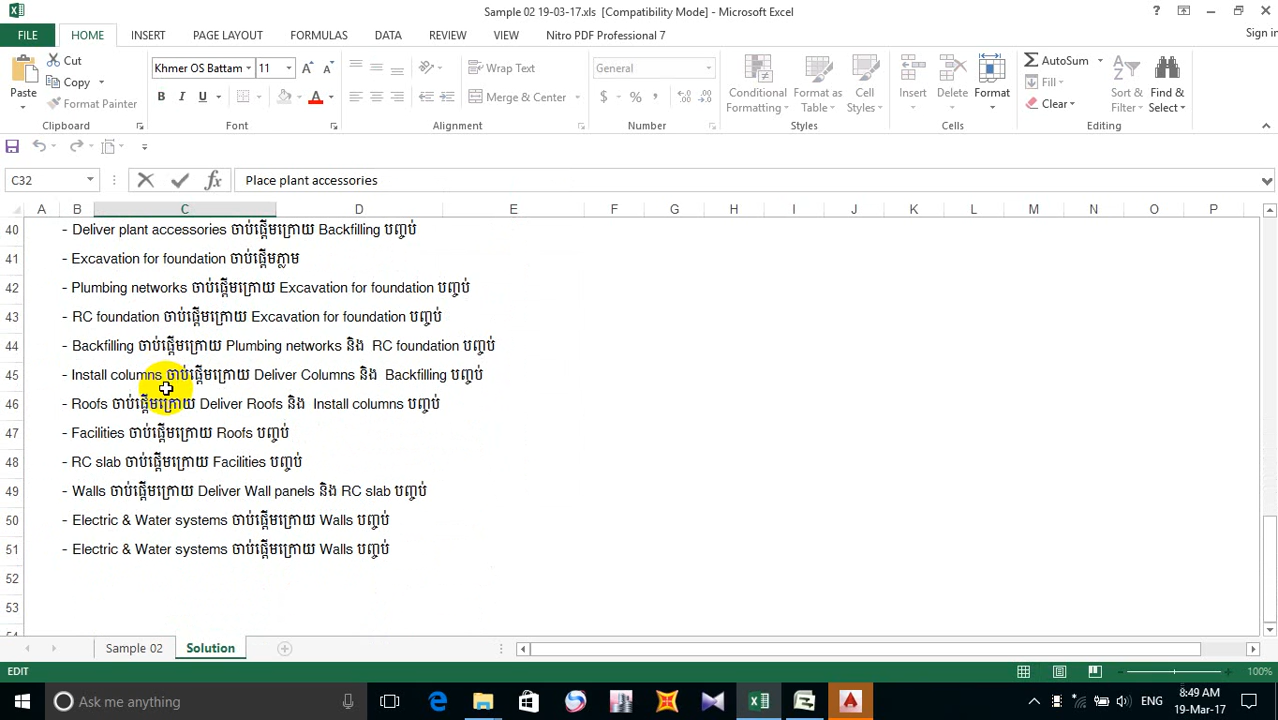 Sample 02 19-03-17.xls [Compatibility Mode] - Microsoft Excel
FILE HOME INSERT PAGE LAYOUT FORMULAS DATA REVIEW VIEW Nitro PDF Professional 7 Sign in
Cut Khmer OS Battam 11 Wrap Text General AutoSum
Copy Fill
Paste Format Painter Merge & Center Conditional Formatting Format as Table Cell Styles Insert Delete Format Clear Sort & Filter Find & Select
Clipboard Font Alignment Number Styles Cells Editing
C32 Place plant accessories
A B C D E F G H I J K L M N O P
40 - Deliver plant accessories ចាប់ផ្តើមក្រោយ Backfilling បញ្ចប់
41 - Excavation for foundation ចាប់ផ្តើមភ្លាម
42 - Plumbing networks ចាប់ផ្តើមក្រោយ Excavation for foundation បញ្ចប់
43 - RC foundation ចាប់ផ្តើមក្រោយ Excavation for foundation បញ្ចប់
44 - Backfilling ចាប់ផ្តើមក្រោយ Plumbing networks និង RC foundation បញ្ចប់
45 - Install columns ចាប់ផ្តើមក្រោយ Deliver Columns និង Backfilling បញ្ចប់
46 - Roofs ចាប់ផ្តើមក្រោយ Deliver Roofs និង Install columns បញ្ចប់
47 - Facilities ចាប់ផ្តើមក្រោយ Roofs បញ្ចប់
48 - RC slab ចាប់ផ្តើមក្រោយ Facilities បញ្ចប់
49 - Walls ចាប់ផ្តើមក្រោយ Deliver Wall panels និង RC slab បញ្ចប់
50 - Electric & Water systems ចាប់ផ្តើមក្រោយ Walls បញ្ចប់
51 - Electric & Water systems ចាប់ផ្តើមក្រោយ Walls បញ្ចប់
52
53
Sample 02 Solution
EDIT 100%
Ask me anything ENG 8:49 AM
19-Mar-17